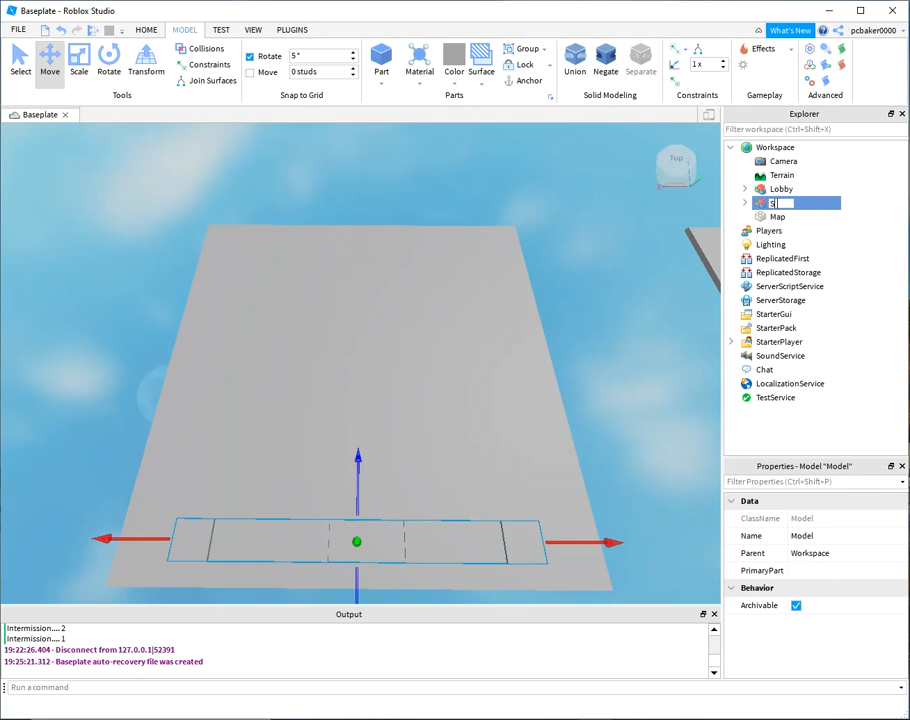 Baseplate - Roblox Studio
FILE HOME MODEL TEST VIEW PLUGINS What's New pcbaker0000
Select Move Scale Rotate Transform
Collisions
Constraints
Join Surfaces
Tools
Rotate 5°
Move 0 studs
Snap to Grid
Part Material Color Surface
Group
Lock
Anchor
Parts
Union Negate Separate
Solid Modeling
1 x
Constraints
Effects
Gameplay
Advanced
Baseplate
Top
X
Explorer
Filter workspace (Ctrl+Shift+X)
Workspace
Camera
Terrain
Lobby
S
Map
Players
Lighting
ReplicatedFirst
ReplicatedStorage
ServerScriptService
ServerStorage
StarterGui
StarterPack
StarterPlayer
SoundService
Chat
LocalizationService
TestService
Properties - Model "Model"
Filter Properties (Ctrl+Shift+P)
Data
ClassName Model
Name Model
Parent Workspace
PrimaryPart
Behavior
Archivable
Output
Intermission.... 2
Intermission.... 1
19:22:26.404 - Disconnect from 127.0.0.1|52391
19:25:21.312 - Baseplate auto-recovery file was created
Run a command